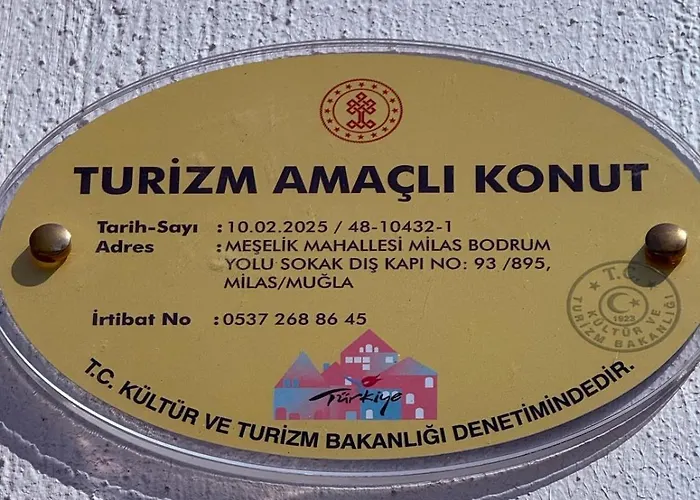 TURİZM AMAÇLI KONUT
Tarih-Sayı : 10.02.2025 / 48-10432-1
Adres : MEŞELİK MAHALLESİ MİLAS BODRUM
YOLU SOKAK DIŞ KAPI NO: 93 /895,
MİLAS/MUĞLA
İrtibat No : 0537 268 86 45
T.C.
1923
KÜLTÜR VE
TURİZM BAKANLIĞI
Türkiye
T.C. KÜLTÜR VE TURİZM BAKANLIĞI DENETİMİNDEDİR.